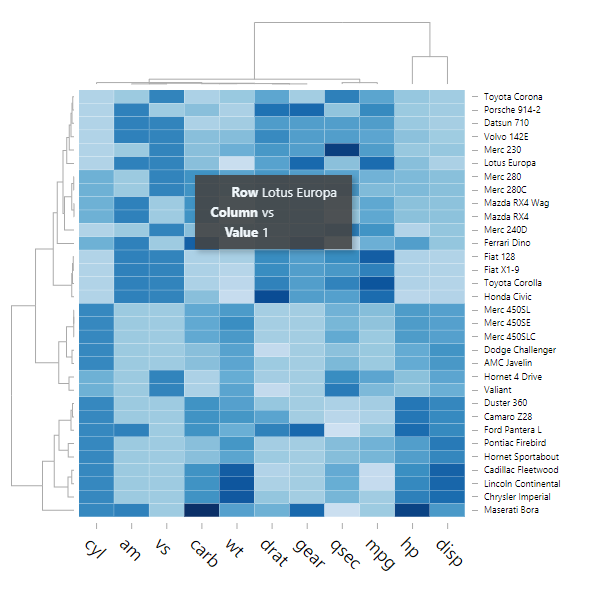 Toyota Corona
Porsche 914-2
Datsun 710
Volvo 142E
Merc 230
Lotus Europa
Merc 280
Merc 280C
Mazda RX4 Wag
Mazda RX4
Merc 240D
Ferrari Dino
Fiat 128
Fiat X1-9
Toyota Corolla
Honda Civic
Merc 450SL
Merc 450SE
Merc 450SLC
Dodge Challenger
AMC Javelin
Hornet 4 Drive
Valiant
Duster 360
Camaro Z28
Ford Pantera L
Pontiac Firebird
Hornet Sportabout
Cadillac Fleetwood
Lincoln Continental
Chrysler Imperial
Maserati Bora
Row Lotus Europa
Column vs
Value 1
cyl am vs carb wt drat gear qsec mpg hp disp